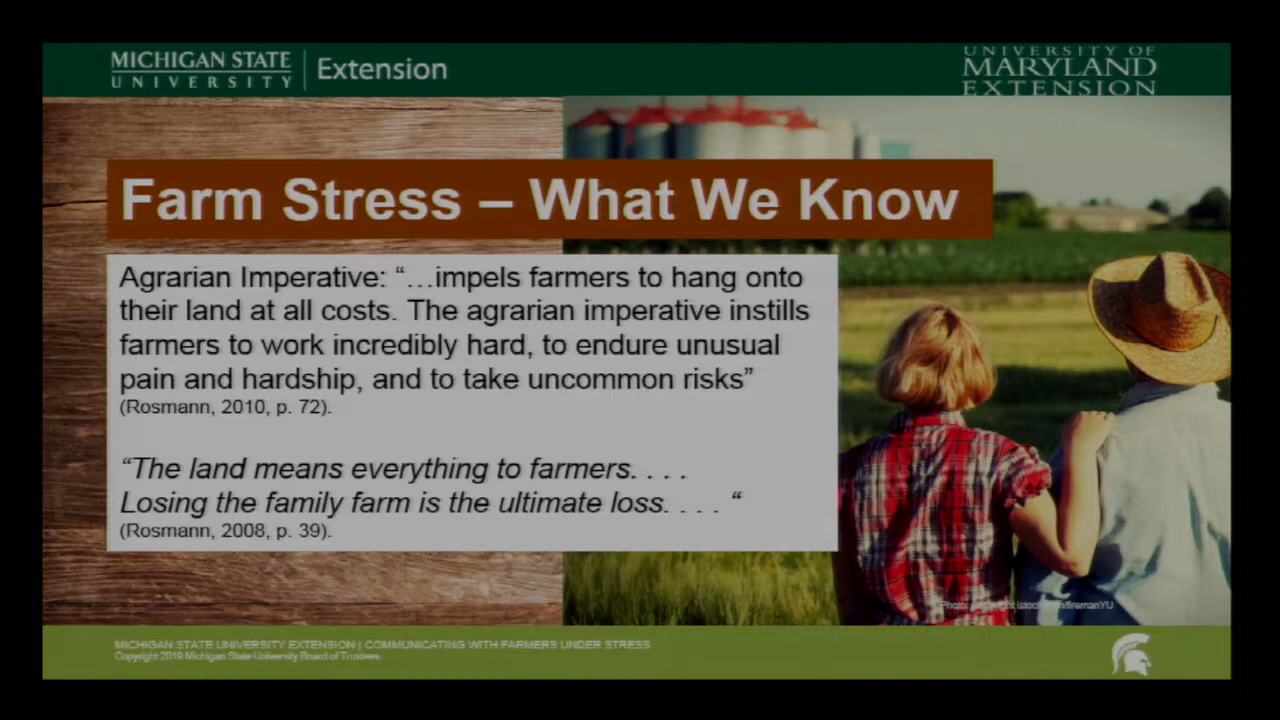 MICHIGAN STATE
UNIVERSITY
Extension
UNIVERSITY OF
MARYLAND
EXTENSION
Farm Stress – What We Know
Agrarian Imperative: “…impels farmers to hang onto
their land at all costs. The agrarian imperative instills
farmers to work incredibly hard, to endure unusual
pain and hardship, and to take uncommon risks”
(Rosmann, 2010, p. 72).
“The land means everything to farmers. . . .
Losing the family farm is the ultimate loss. . . . “
(Rosmann, 2008, p. 39).
MICHIGAN STATE UNIVERSITY EXTENSION | COMMUNICATING WITH FARMERS UNDER STRESS
Copyright 2019 Michigan State University Board of Trustees.